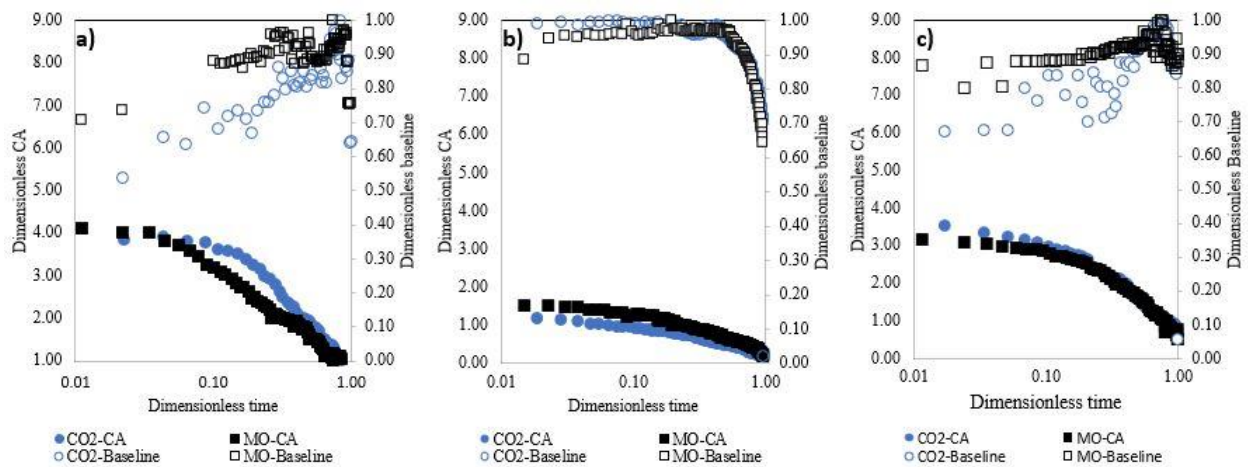 a)
9.00
8.00
7.00
6.00
5.00
4.00
3.00
2.00
1.00
Dimensionless CA
1.00
0.90
0.80
0.70
0.60
0.50
0.40
0.30
0.20
0.10
0.00
Dimensionless baseline
0.01
0.10
1.00
Dimensionless time
CO2-CA
MO-CA
CO2-Baseline
MO-Baseline
b)
9.00
8.00
7.00
6.00
5.00
4.00
3.00
2.00
1.00
0.00
Dimensionless CA
1.00
0.90
0.80
0.70
0.60
0.50
0.40
0.30
0.20
0.10
0.00
Dimensionless baseline
0.01
0.10
1.00
Dimensionless time
CO2-CA
MO-CA
CO2-Baseline
MO-Baseline
c)
9.00
8.00
7.00
6.00
5.00
4.00
3.00
2.00
1.00
0.00
Dimensionless CA
1.00
0.90
0.80
0.70
0.60
0.50
0.40
0.30
0.20
0.10
0.00
Dimensionless Baseline
0.01
0.10
1.00
Dimensionless time
CO2-CA
MO-CA
CO2-Baseline
MO-Baseline